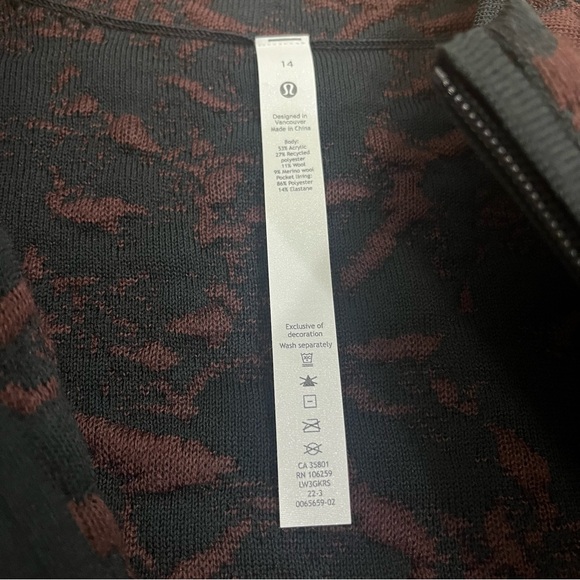 14
Designed in
Vancouver
Made in China
Body:
53% Acrylic
27% Recycled
polyester
11% Wool
9% Merino wool
Pocket lining:
86% Polyester
14% Elastane
Exclusive of
decoration
Wash separately
CA 35801
RN 106259
LW3GKRS
22-3
0065659-02